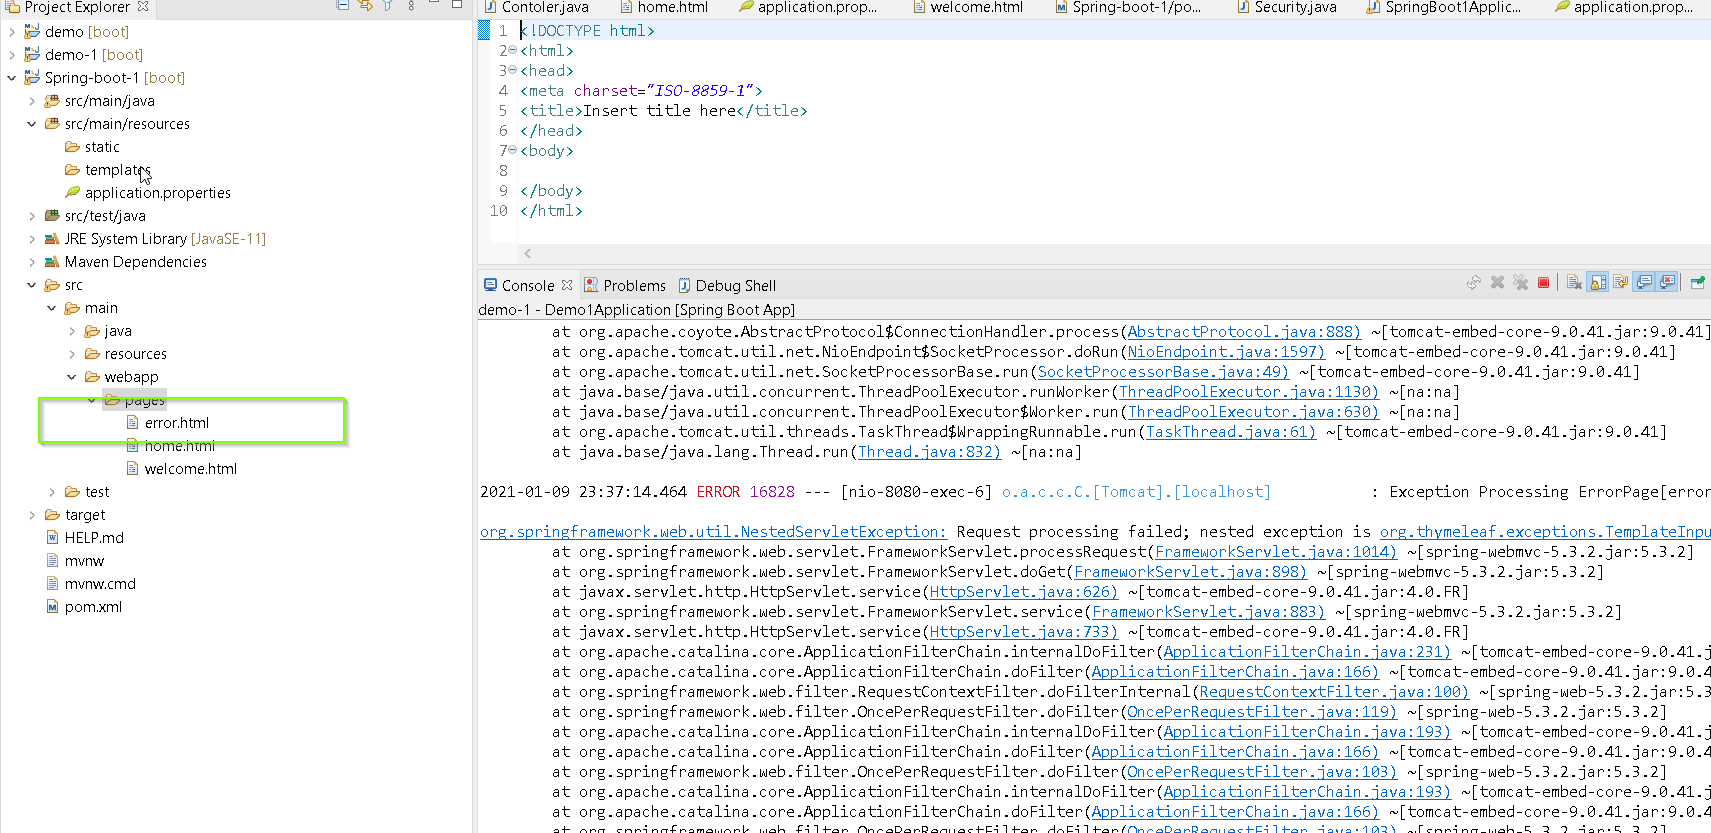 Project Explorer
demo [boot]
demo-1 [boot]
Spring-boot-1 [boot]
src/main/java
src/main/resources
static
templates
application.properties
src/test/java
JRE System Library [JavaSE-11]
Maven Dependencies
src
main
java
resources
webapp
pages
error.html
home.html
welcome.html
test
target
HELP.md
mvnw
mvnw.cmd
pom.xml
Contoler.java home.html application.prop... welcome.html Spring-boot-1/po... Security.java SpringBoot1Applic... application.prop...
1 <!DOCTYPE html>
2 <html>
3 <head>
4 <meta charset="ISO-8859-1">
5 <title>Insert title here</title>
6 </head>
7 <body>
8
9 </body>
10 </html>
Console Problems Debug Shell
demo-1 - Demo1Application [Spring Boot App]
at org.apache.coyote.AbstractProtocol$ConnectionHandler.process(AbstractProtocol.java:888) ~[tomcat-embed-core-9.0.41.jar:9.0.41]
at org.apache.tomcat.util.net.NioEndpoint$SocketProcessor.doRun(NioEndpoint.java:1597) ~[tomcat-embed-core-9.0.41.jar:9.0.41]
at org.apache.tomcat.util.net.SocketProcessorBase.run(SocketProcessorBase.java:49) ~[tomcat-embed-core-9.0.41.jar:9.0.41]
at java.base/java.util.concurrent.ThreadPoolExecutor.runWorker(ThreadPoolExecutor.java:1130) ~[na:na]
at java.base/java.util.concurrent.ThreadPoolExecutor$Worker.run(ThreadPoolExecutor.java:630) ~[na:na]
at org.apache.tomcat.util.threads.TaskThread$WrappingRunnable.run(TaskThread.java:61) ~[tomcat-embed-core-9.0.41.jar:9.0.41]
at java.base/java.lang.Thread.run(Thread.java:832) ~[na:na]
2021-01-09 23:37:14.464 ERROR 16828 --- [nio-8080-exec-6] o.a.c.c.C.[Tomcat].[localhost] : Exception Processing ErrorPage[error
org.springframework.web.util.NestedServletException: Request processing failed; nested exception is org.thymeleaf.exceptions.TemplateInpu
at org.springframework.web.servlet.FrameworkServlet.processRequest(FrameworkServlet.java:1014) ~[spring-webmvc-5.3.2.jar:5.3.2]
at org.springframework.web.servlet.FrameworkServlet.doGet(FrameworkServlet.java:898) ~[spring-webmvc-5.3.2.jar:5.3.2]
at javax.servlet.http.HttpServlet.service(HttpServlet.java:626) ~[tomcat-embed-core-9.0.41.jar:4.0.FR]
at org.springframework.web.servlet.FrameworkServlet.service(FrameworkServlet.java:883) ~[spring-webmvc-5.3.2.jar:5.3.2]
at javax.servlet.http.HttpServlet.service(HttpServlet.java:733) ~[tomcat-embed-core-9.0.41.jar:4.0.FR]
at org.apache.catalina.core.ApplicationFilterChain.internalDoFilter(ApplicationFilterChain.java:231) ~[tomcat-embed-core-9.0.41.j
at org.apache.catalina.core.ApplicationFilterChain.doFilter(ApplicationFilterChain.java:166) ~[tomcat-embed-core-9.0.41.jar:9.0.4
at org.springframework.web.filter.RequestContextFilter.doFilterInternal(RequestContextFilter.java:100) ~[spring-web-5.3.2.jar:5.3
at org.springframework.web.filter.OncePerRequestFilter.doFilter(OncePerRequestFilter.java:119) ~[spring-web-5.3.2.jar:5.3.2]
at org.apache.catalina.core.ApplicationFilterChain.internalDoFilter(ApplicationFilterChain.java:193) ~[tomcat-embed-core-9.0.41.j
at org.apache.catalina.core.ApplicationFilterChain.doFilter(ApplicationFilterChain.java:166) ~[tomcat-embed-core-9.0.41.jar:9.0.4
at org.springframework.web.filter.OncePerRequestFilter.doFilter(OncePerRequestFilter.java:103) ~[spring-web-5.3.2.jar:5.3.2]
at org.apache.catalina.core.ApplicationFilterChain.internalDoFilter(ApplicationFilterChain.java:193) ~[tomcat-embed-core-9.0.41.j
at org.apache.catalina.core.ApplicationFilterChain.doFilter(ApplicationFilterChain.java:166) ~[tomcat-embed-core-9.0.41.jar:9.0.4
at org.springframework.web.filter.OncePerRequestFilter.doFilter(OncePerRequestFilter.java:103) ~[spring-web-5.3.2.jar:5.3.2]